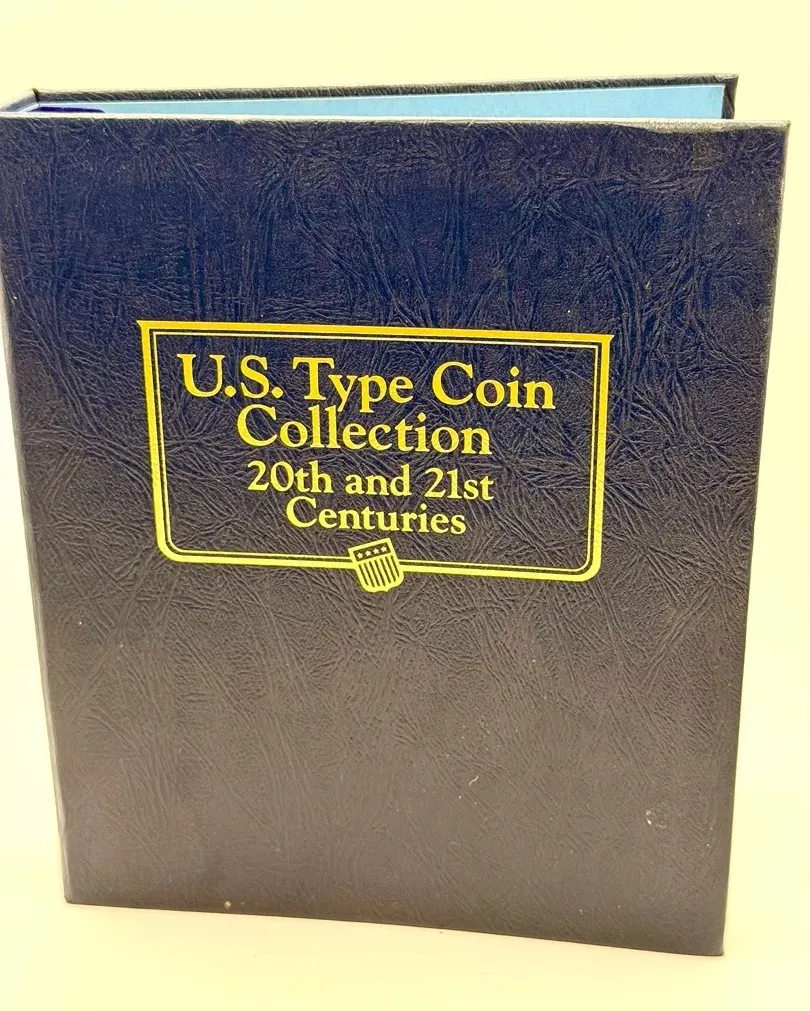 U.S. Type Coin
Collection
20th and 21st
Centuries